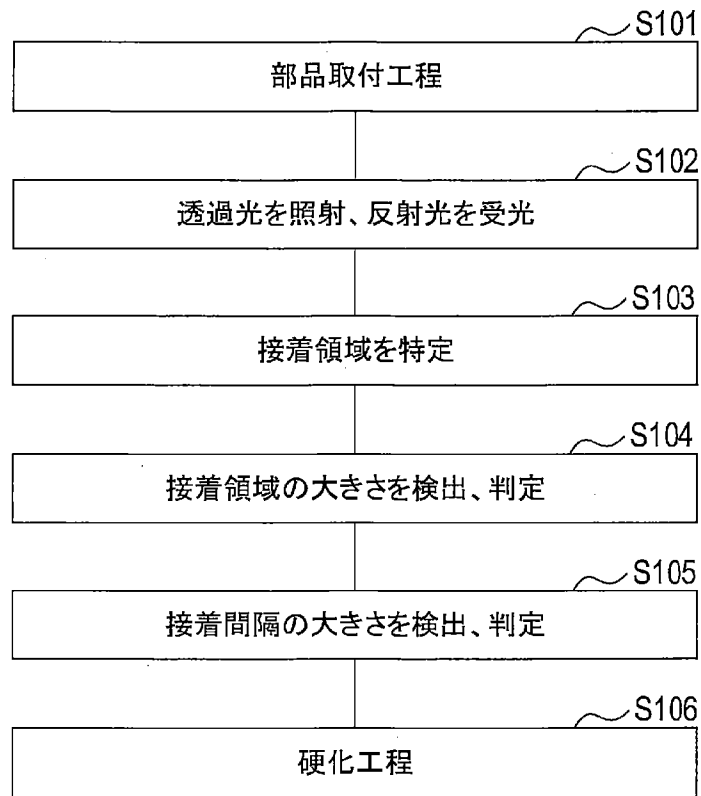 S101
部品取付工程
S102
透過光を照射、反射光を受光
S103
接着領域を特定
S104
接着領域の大きさを検出、判定
S105
接着間隔の大きさを検出、判定
S106
硬化工程